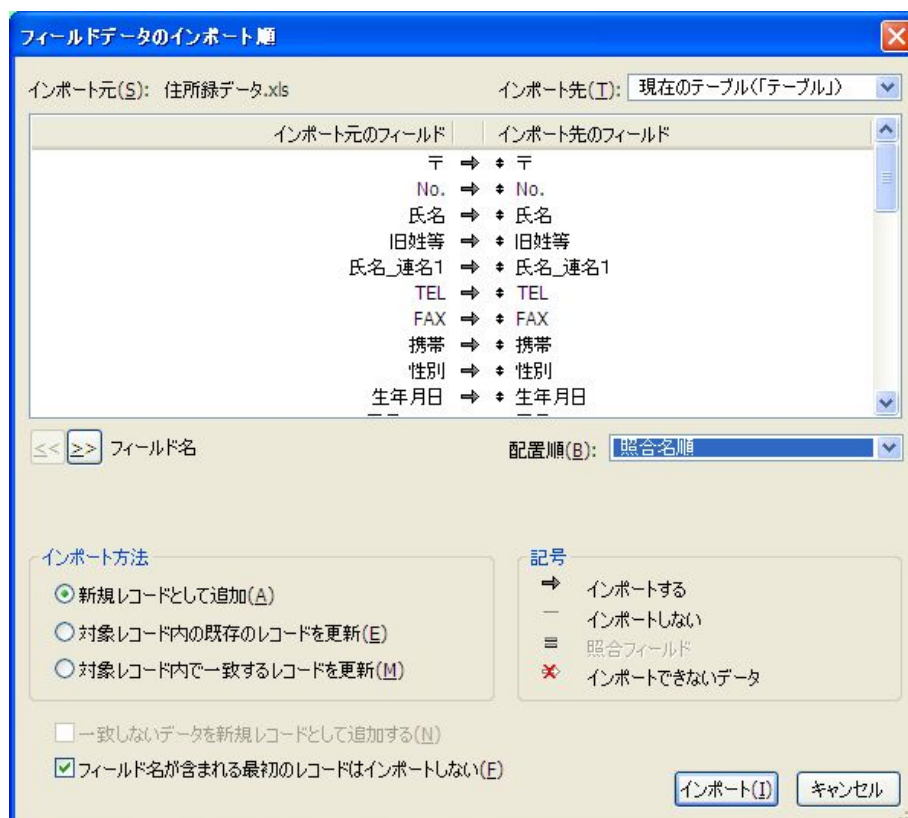 フィールドデータのインポート順
インポート元(S): 住所録データ.xls インポート先(T): 現在のテーブル(「テーブル」)
インポート元のフィールド インポート先のフィールド
〒 ⇒ 〒
No. ⇒ No.
氏名 ⇒ 氏名
旧姓等 ⇒ 旧姓等
氏名_連名1 ⇒ 氏名_連名1
TEL ⇒ TEL
FAX ⇒ FAX
携帯 ⇒ 携帯
性別 ⇒ 性別
生年月日 ⇒ 生年月日
<< >> フィールド名 配置順(B): 照合名順
インポート方法
新規レコードとして追加(A)
対象レコード内の既存のレコードを更新(E)
対象レコード内で一致するレコードを更新(M)
記号
インポートする
インポートしない
照合フィールド
インポートできないデータ
一致しないデータを新規レコードとして追加する(N)
フィールド名が含まれる最初のレコードはインポートしない(F)
インポート(I) キャンセル